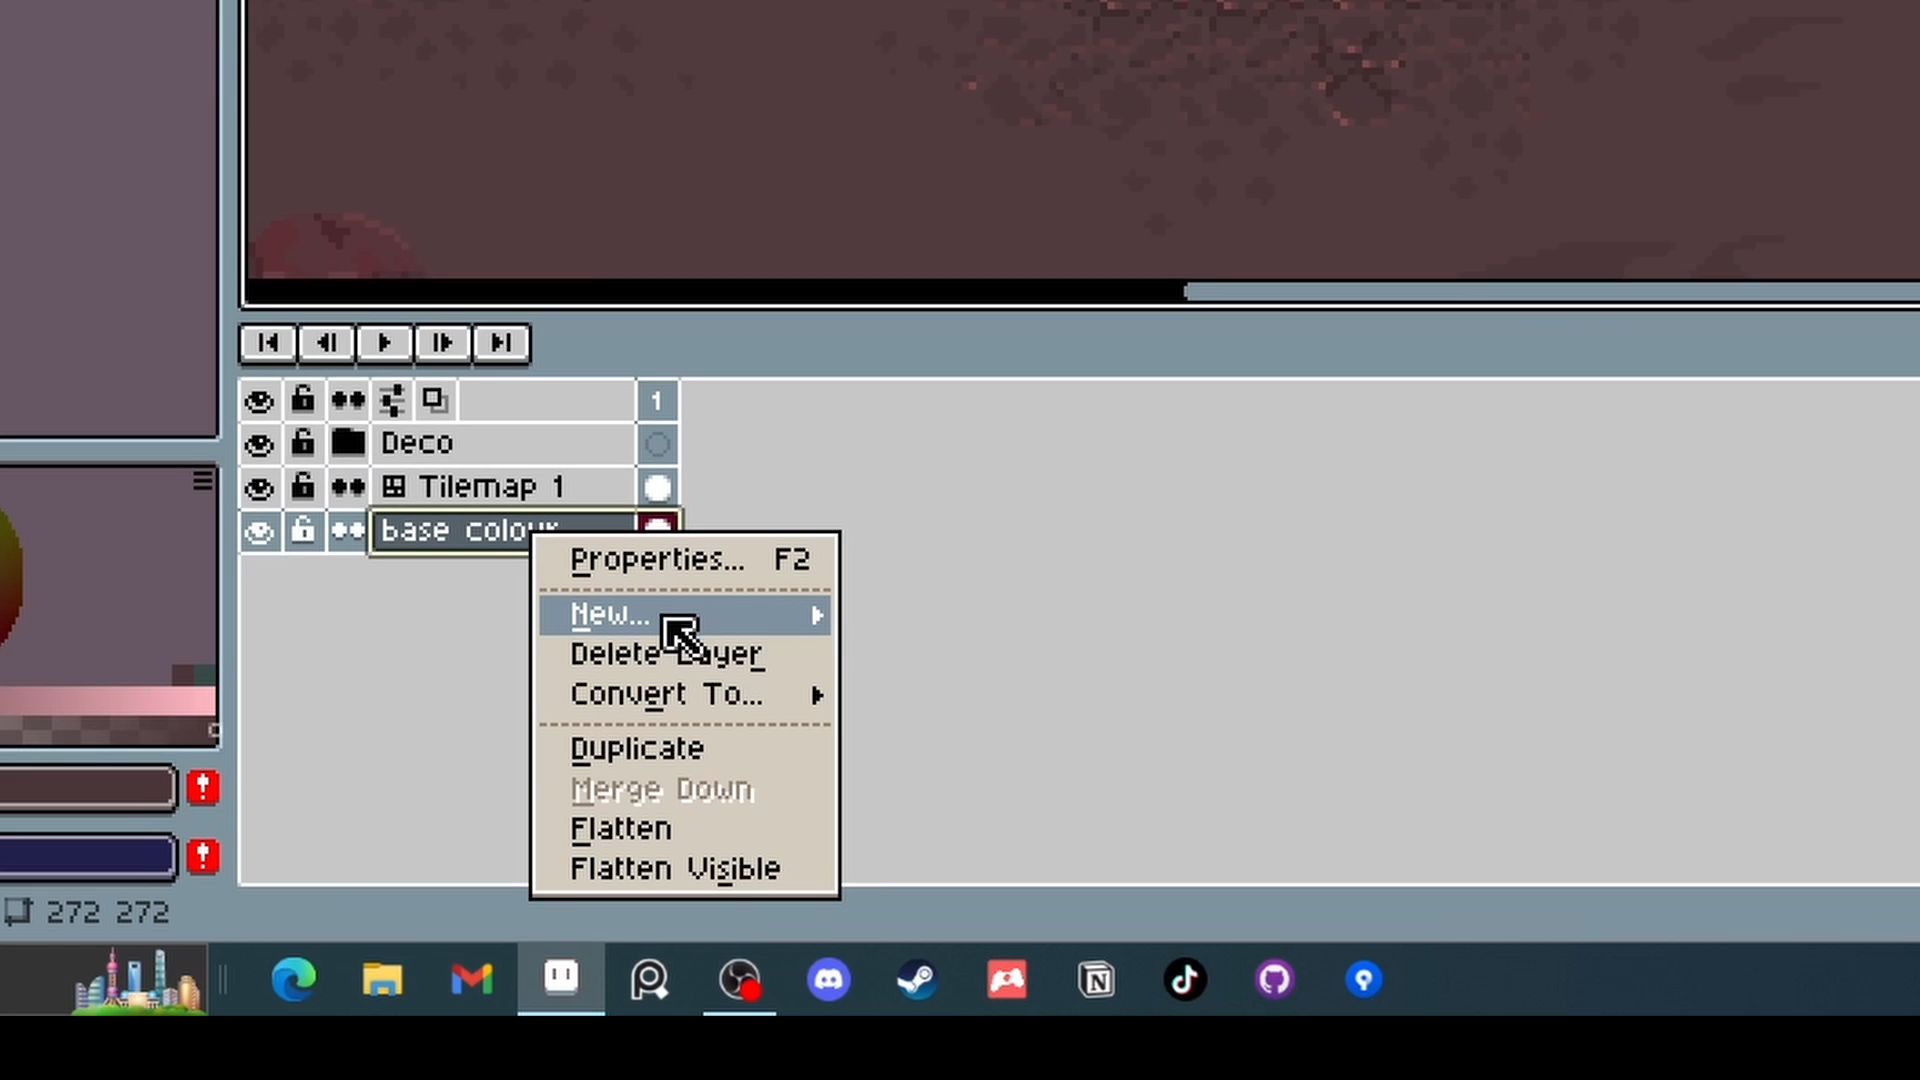 1
Deco
Tilemap 1
base colour
Properties... F2
New...
Delete Layer
Convert To...
Duplicate
Merge Down
Flatten
Flatten Visible
272 272